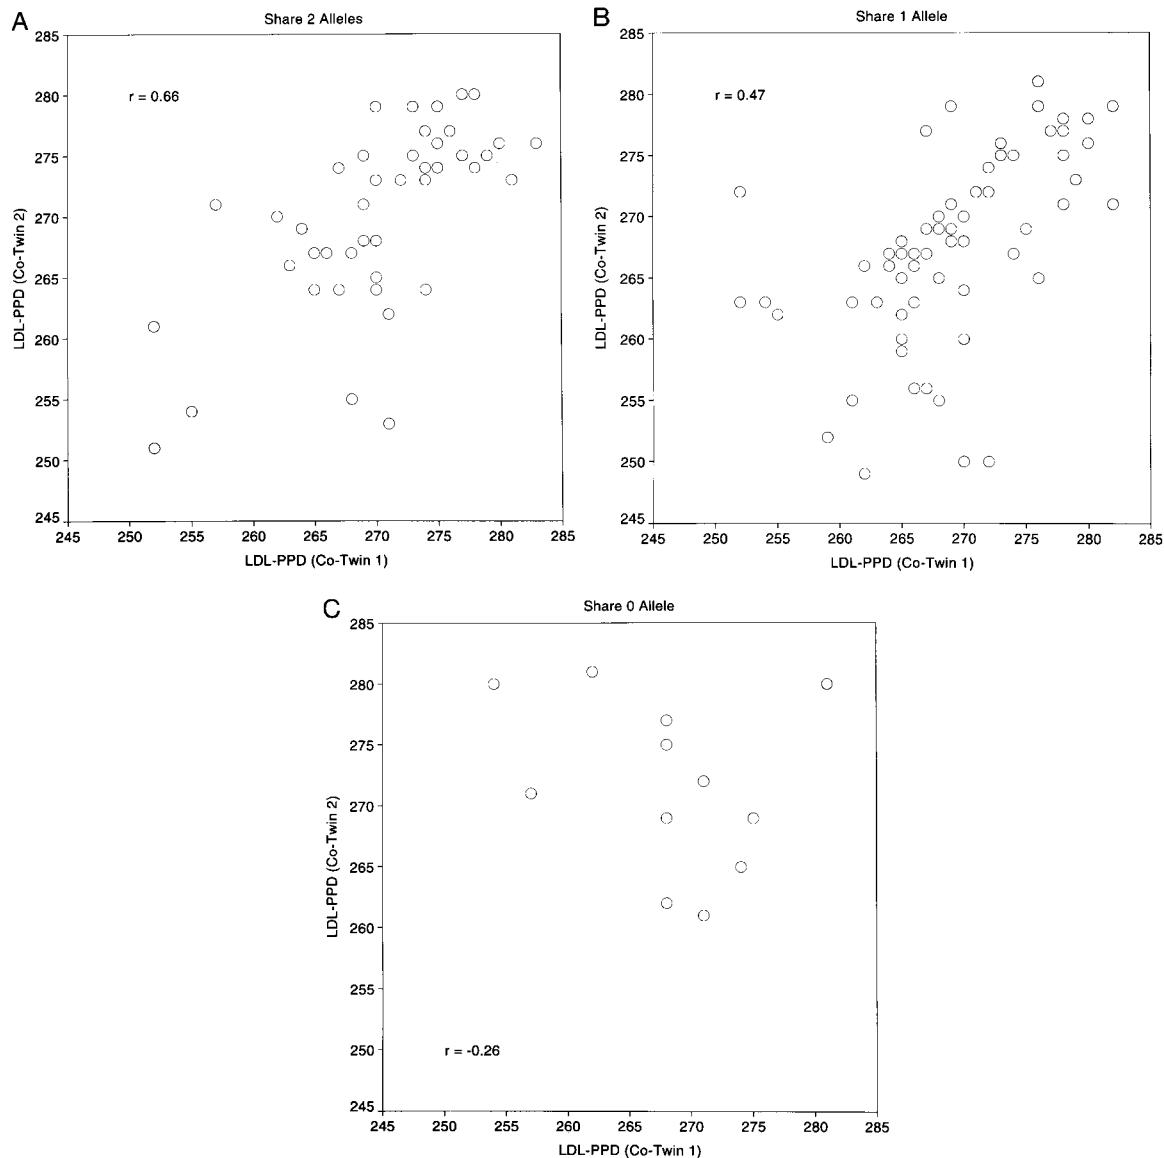 A
Share 2 Alleles
285
280
275
270
265
260
255
250
245
r = 0.66
LDL-PPD (Co-Twin 2)
245 250 255 260 265 270 275 280 285
LDL-PPD (Co-Twin 1)
B
Share 1 Allele
285
280
275
270
265
260
255
250
245
r = 0.47
LDL-PPD (Co-Twin 2)
245 250 255 260 265 270 275 280 285
LDL-PPD (Co-Twin 1)
C
Share 0 Allele
285
280
275
270
265
260
255
250
245
r = -0.26
LDL-PPD (Co-Twin 2)
245 250 255 260 265 270 275 280 285
LDL-PPD (Co-Twin 1)